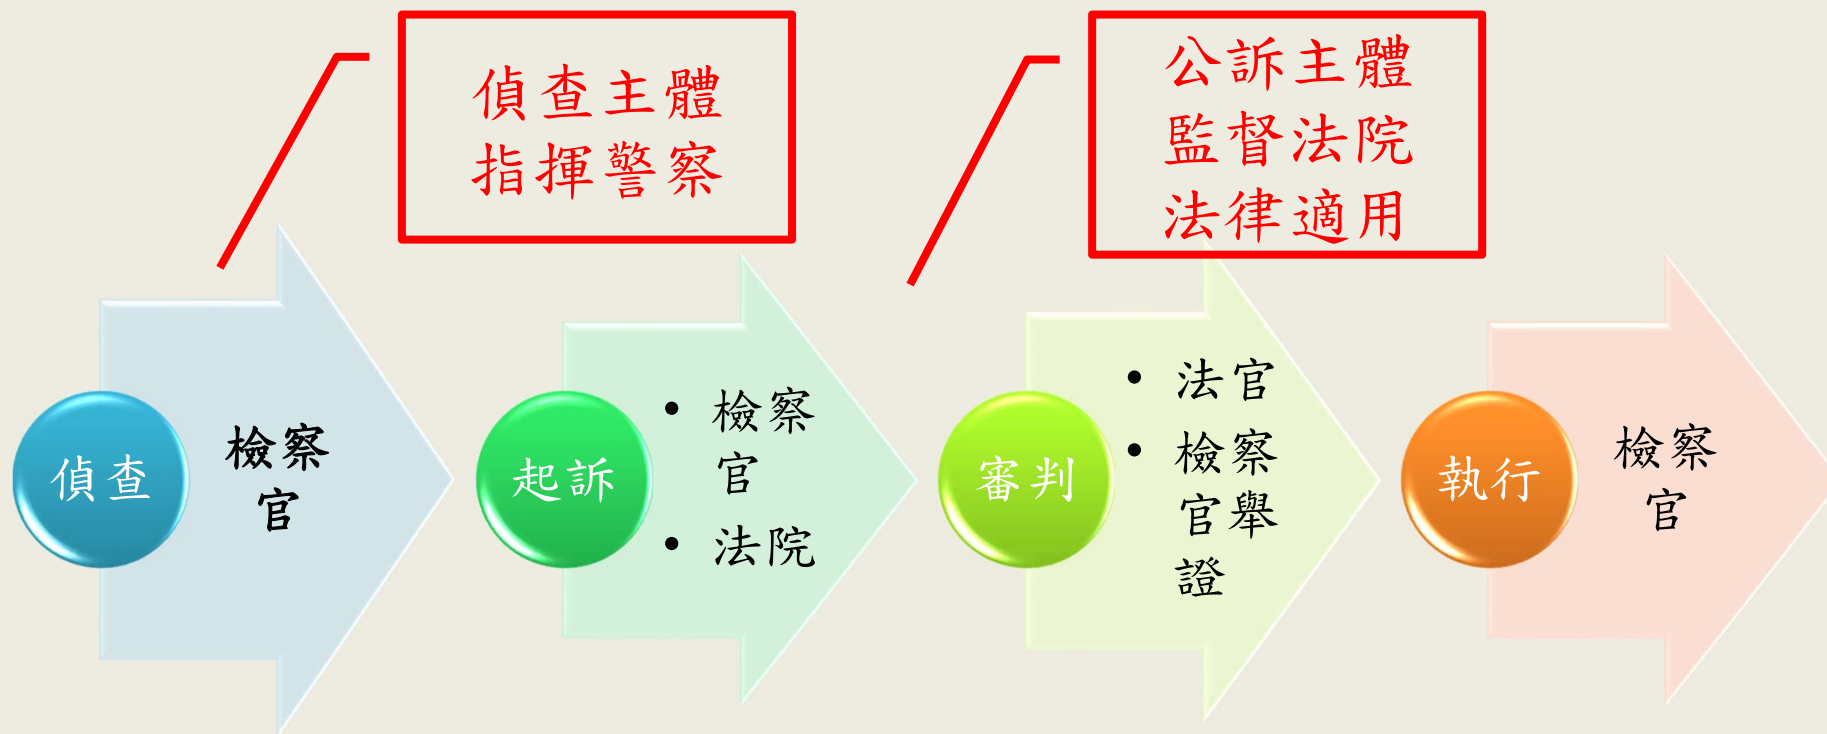 偵查主體
指揮警察
公訴主體
監督法院
法律適用
偵查
檢察
官
起訴
• 檢察
官
• 法院
審判
• 法官
• 檢察
官舉
證
執行
檢察
官